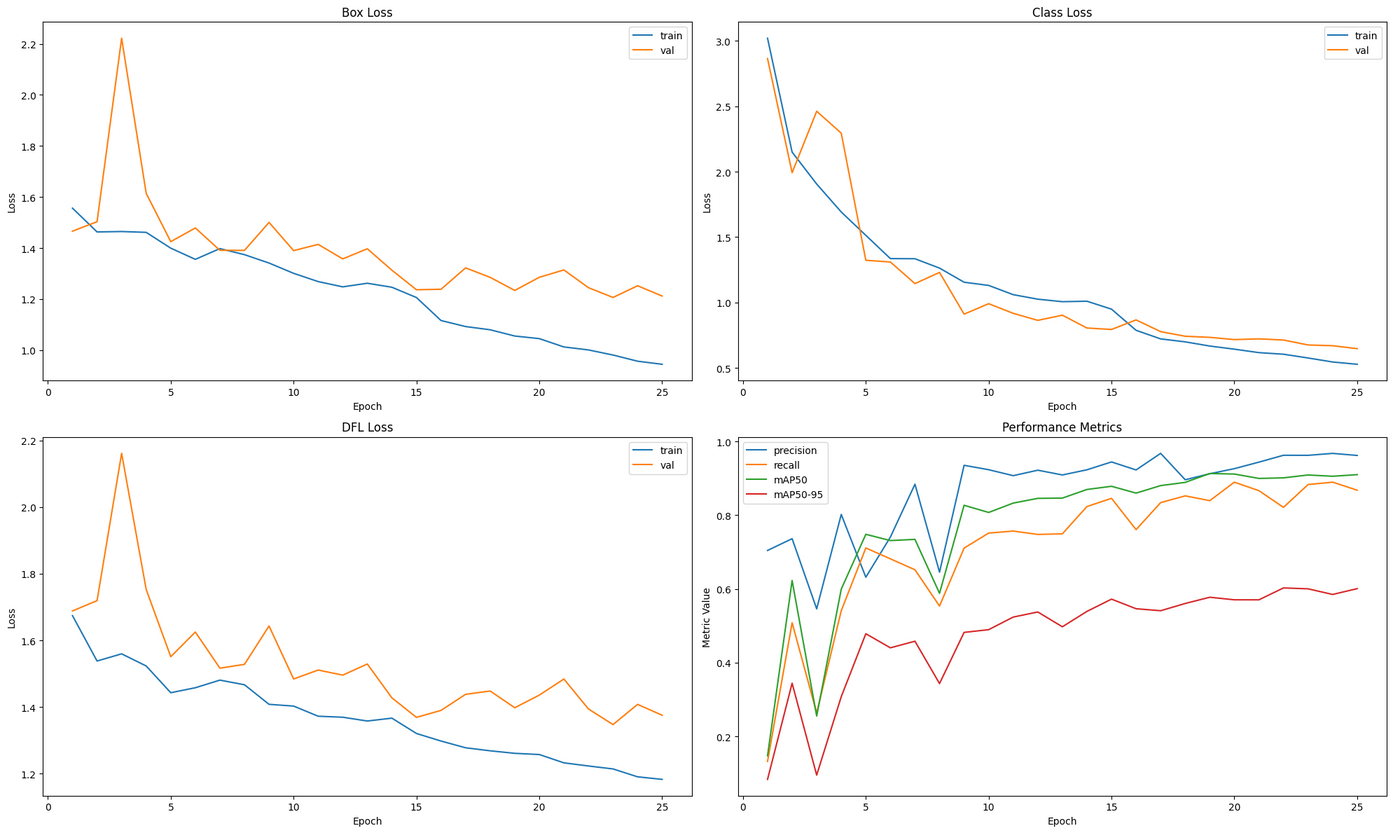 Box Loss
Loss
2.2
2.0
1.8
1.6
1.4
1.2
1.0
train
val
0 5 10 15 20 25
Epoch
Class Loss
Loss
3.0
2.5
2.0
1.5
1.0
0.5
train
val
0 5 10 15 20 25
Epoch
DFL Loss
Loss
2.2
2.0
1.8
1.6
1.4
1.2
train
val
0 5 10 15 20 25
Epoch
Performance Metrics
Metric Value
1.0
0.8
0.6
0.4
0.2
precision
recall
mAP50
mAP50-95
0 5 10 15 20 25
Epoch